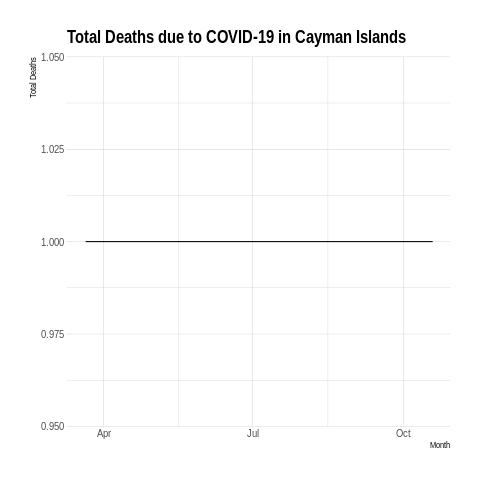 Total Deaths due to COVID-19 in Cayman Islands
Total Deaths
1.050
1.025
1.000
0.975
0.950
Apr Jul Oct
Month